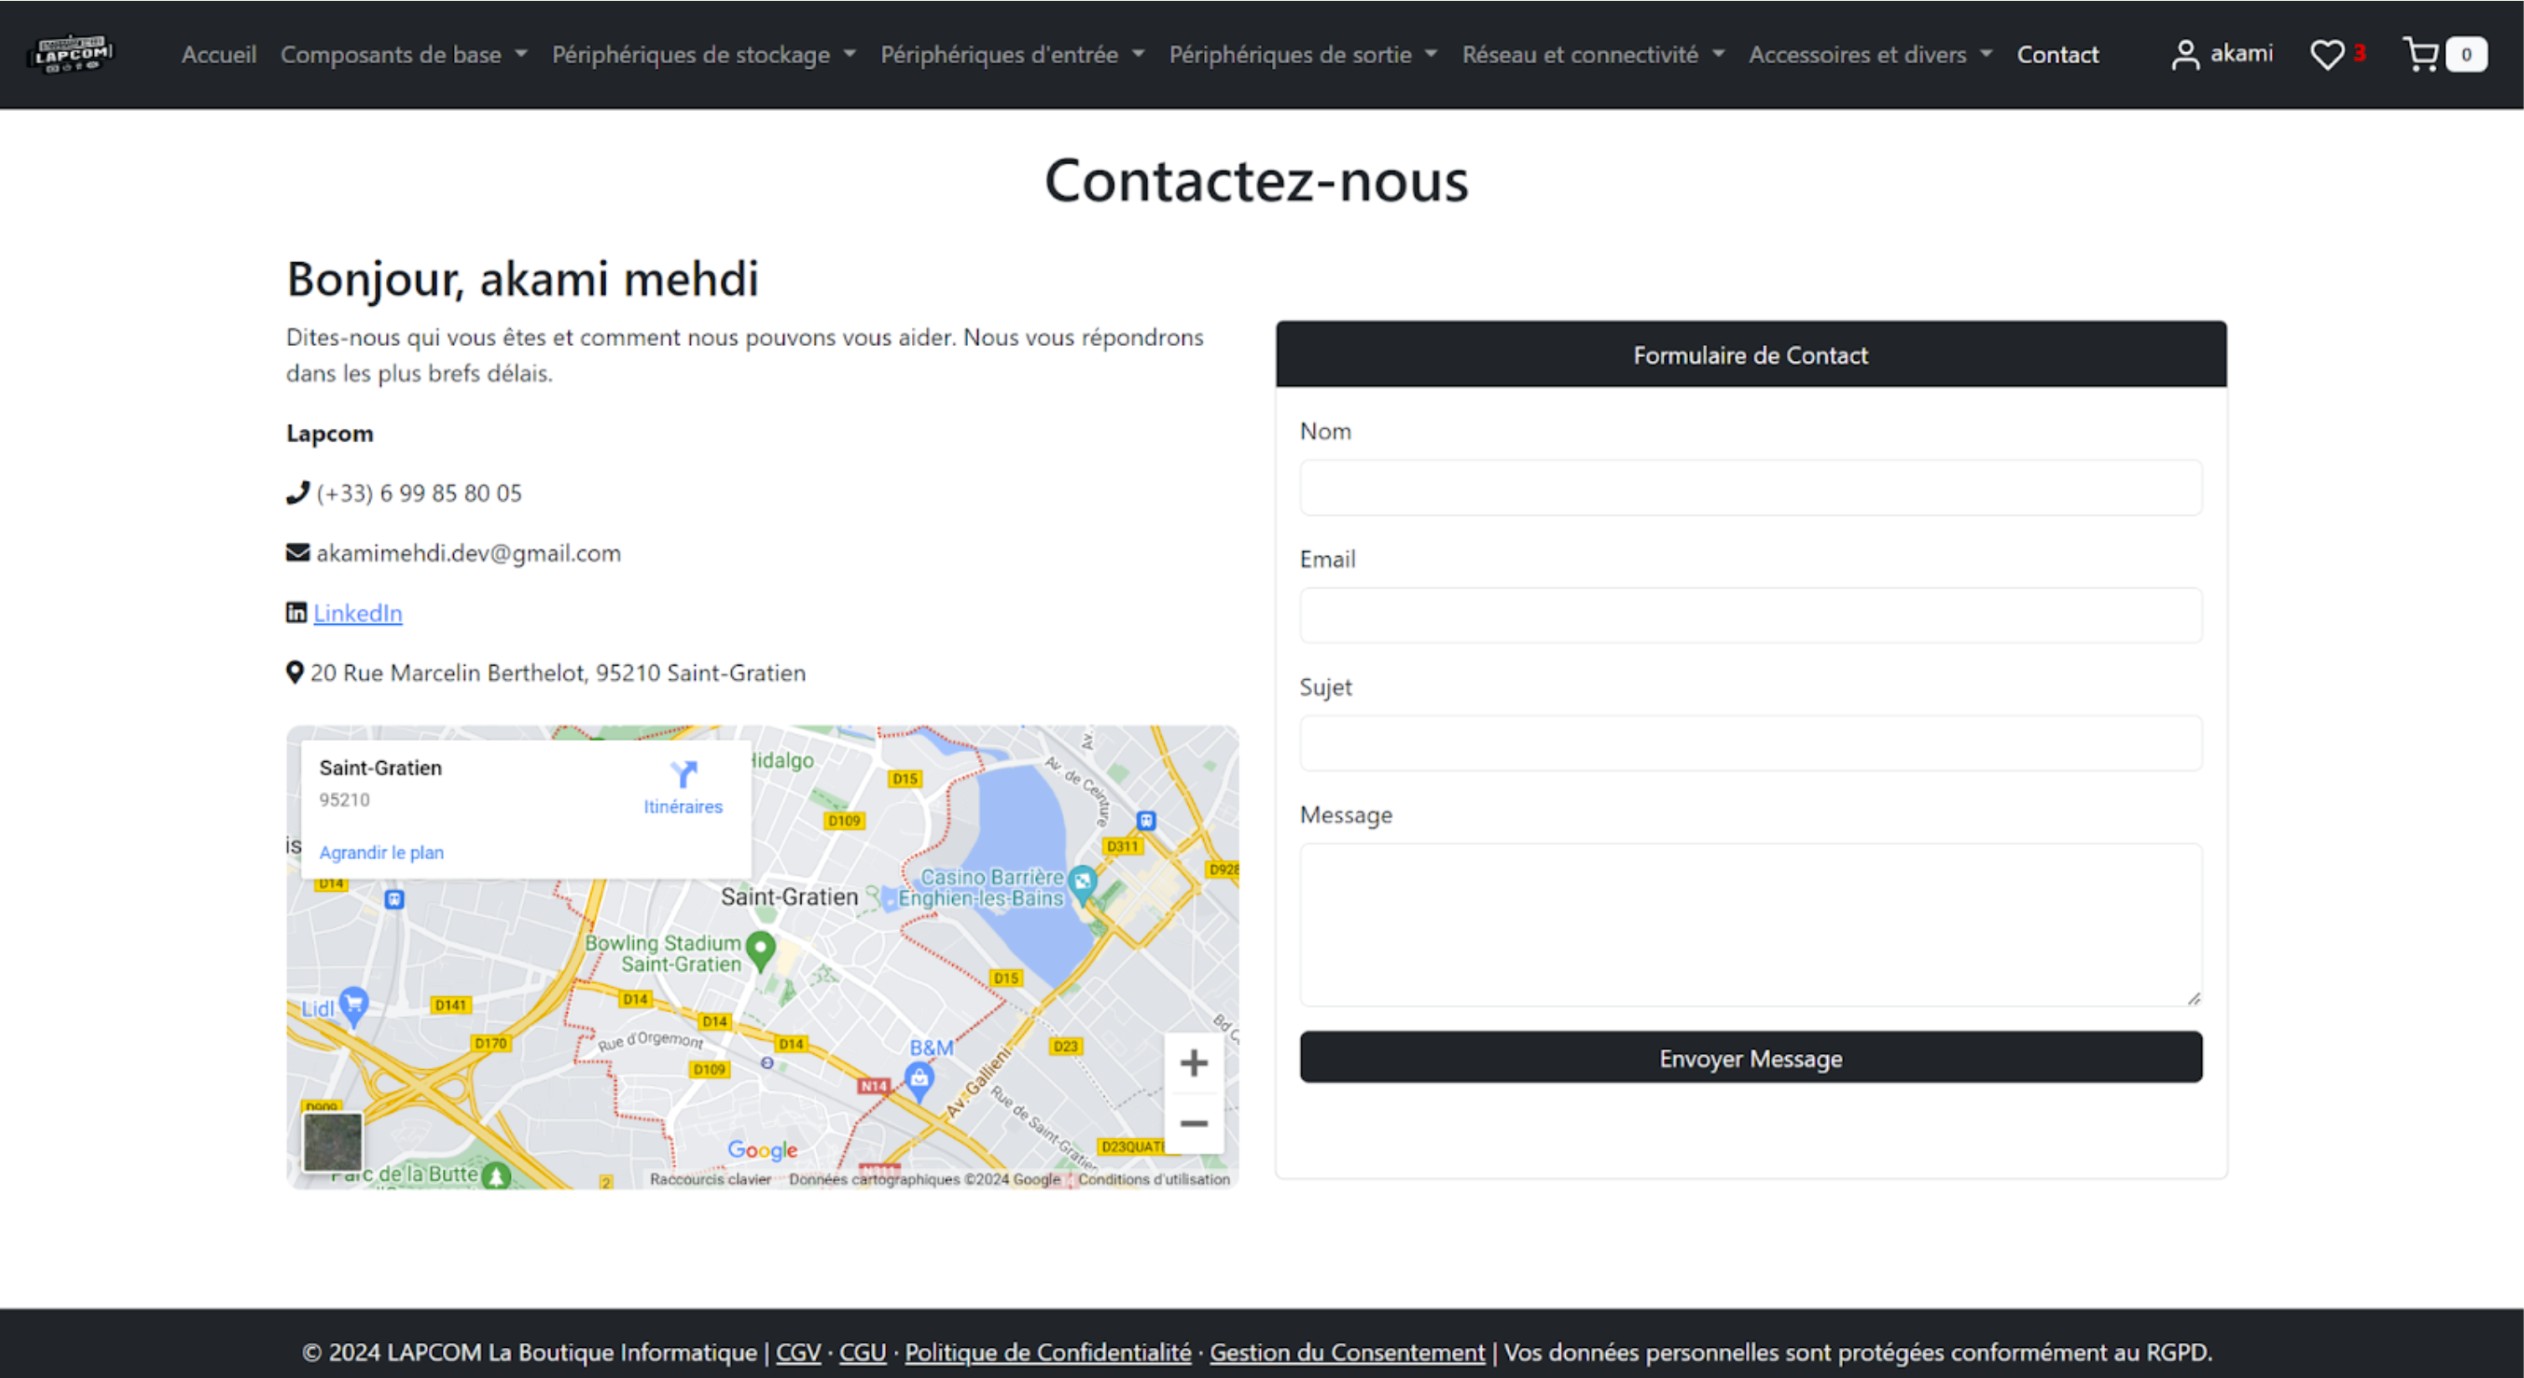 LAPCOM
Accueil Composants de base Périphériques de stockage Périphériques d'entrée Périphériques de sortie Réseau et connectivité Accessoires et divers Contact akami 3 0
Contactez-nous
Bonjour, akami mehdi
Dites-nous qui vous êtes et comment nous pouvons vous aider. Nous vous répondrons
dans les plus brefs délais.
Lapcom
(+33) 6 99 85 80 05
akamimehdi.dev@gmail.com
LinkedIn
20 Rue Marcelin Berthelot, 95210 Saint-Gratien
Saint-Gratien
95210
Itinéraires
Agrandir le plan
Hidalgo
D15
Av.
Av. de Ceinture
D109
D311
D928
is
D14
Casino Barrière
Enghien-les-Bains
Saint-Gratien
Bowling Stadium
Saint-Gratien
D15
Lidl
D141
D14
D14
D170
Rue d'Orgemont
D14
B&M
D23
Bd
D109
N14
Av. Gallieni
Rue de Saint-Gratien
D909
Google
D23QUATE
Parc de la Butte
2
Raccourcis clavier Données cartographiques ©2024 Google Conditions d'utilisation
Formulaire de Contact
Nom
Email
Sujet
Message
Envoyer Message
© 2024 LAPCOM La Boutique Informatique | CGV · CGU · Politique de Confidentialité · Gestion du Consentement | Vos données personnelles sont protégées conformément au RGPD.